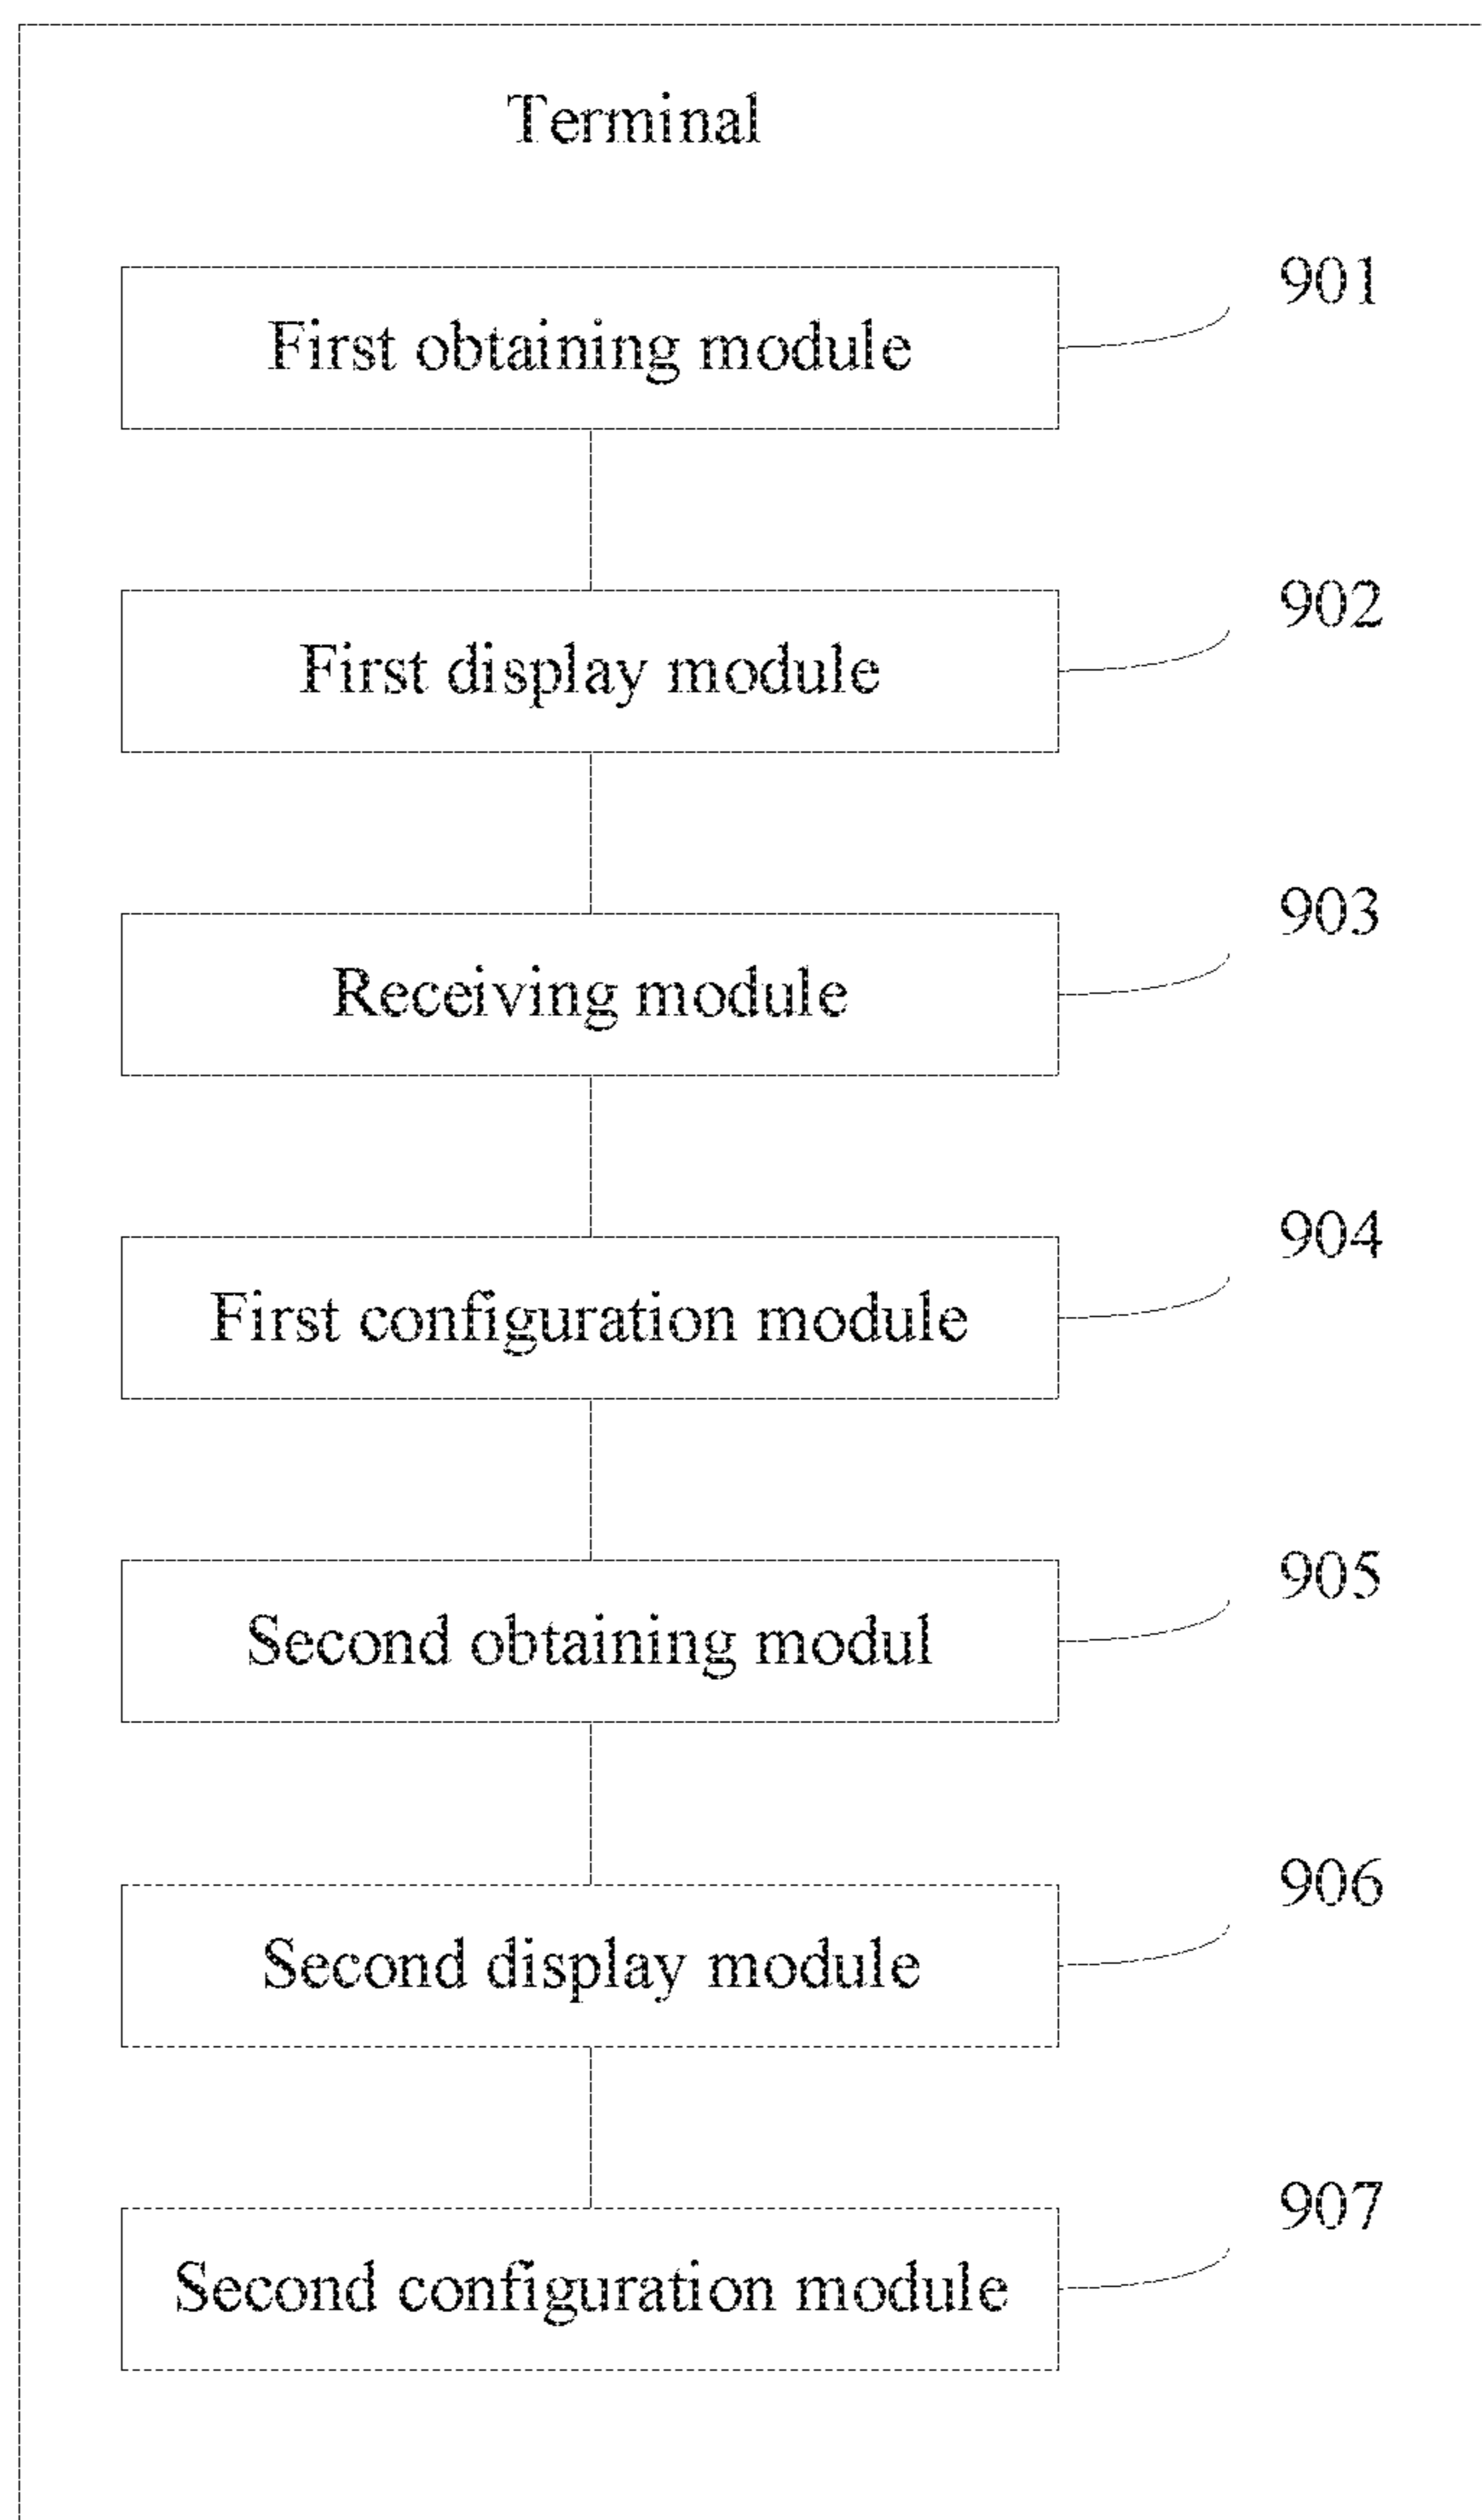 Terminal
901
First obtaining module
902
First display module
903
Receiving module
904
First configuration module
905
Second obtaining modul
906
Second display module
907
Second configuration module